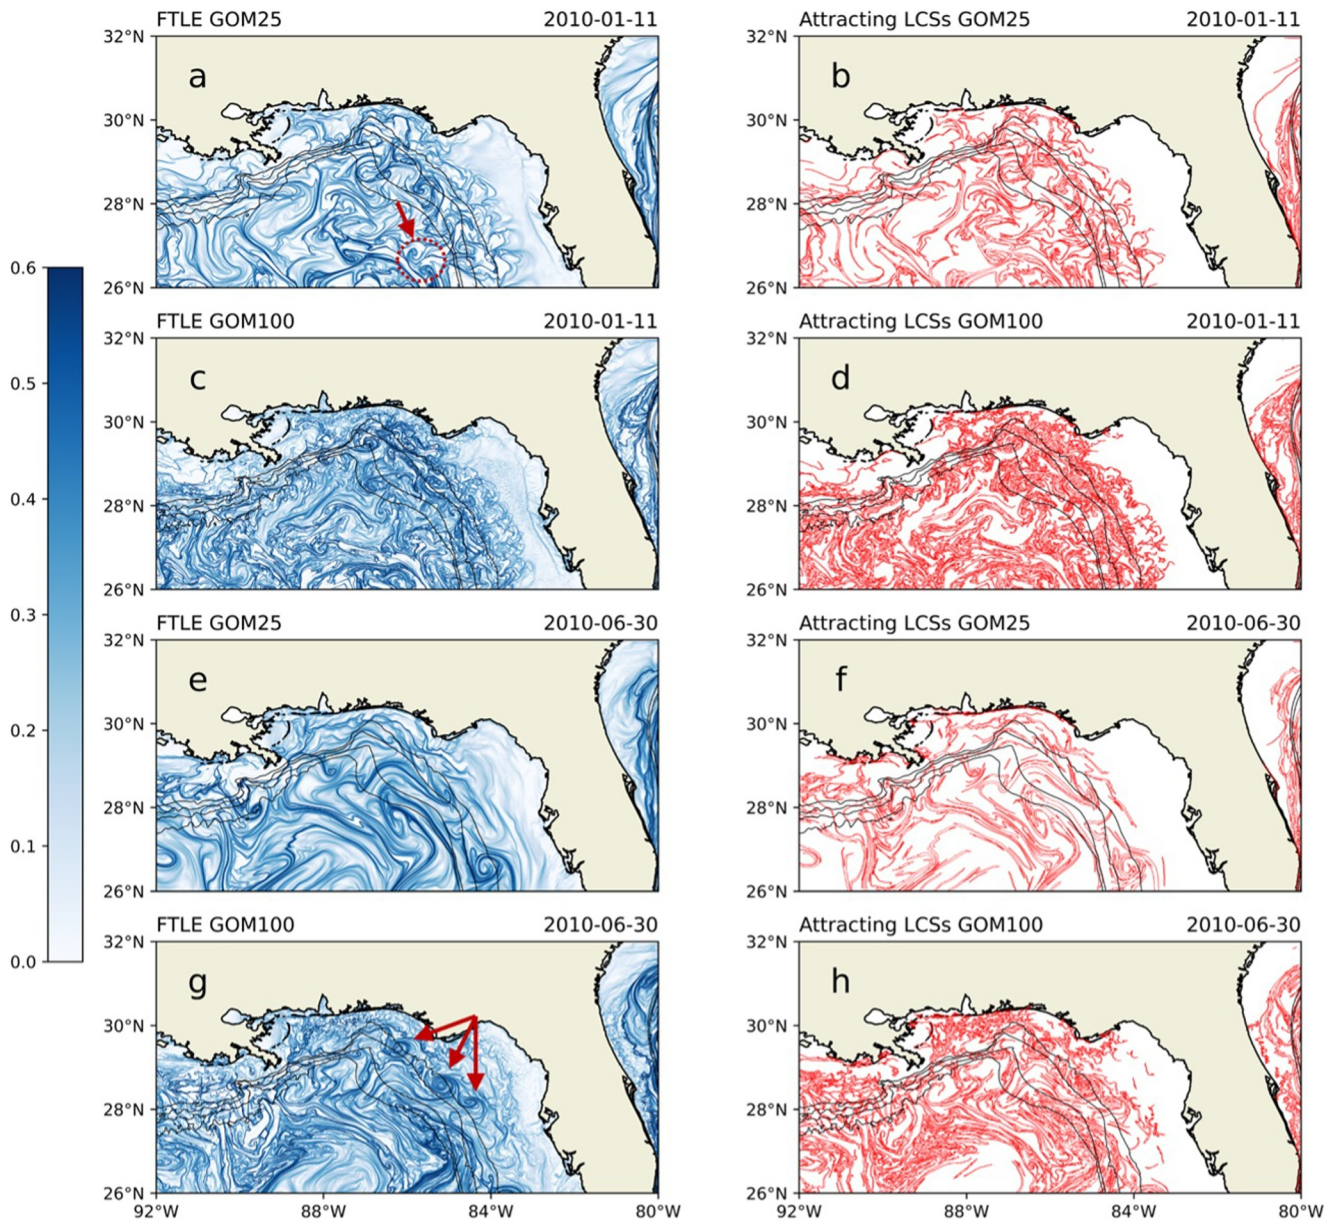 FTLE GOM25 2010-01-11 Attracting LCSs GOM25 2010-01-11
32°N 32°N
a b
30°N 30°N
28°N 28°N
26°N 26°N
FTLE GOM100 2010-01-11 Attracting LCSs GOM100 2010-01-11
32°N 32°N
c d
30°N 30°N
28°N 28°N
26°N 26°N
FTLE GOM25 2010-06-30 Attracting LCSs GOM25 2010-06-30
32°N 32°N
e f
30°N 30°N
28°N 28°N
26°N 26°N
FTLE GOM100 2010-06-30 Attracting LCSs GOM100 2010-06-30
32°N 32°N
g h
30°N 30°N
28°N 28°N
26°N 26°N
92°W 88°W 84°W 80°W 92°W 88°W 84°W 80°W
0.6
0.5
0.4
0.3
0.2
0.1
0.0